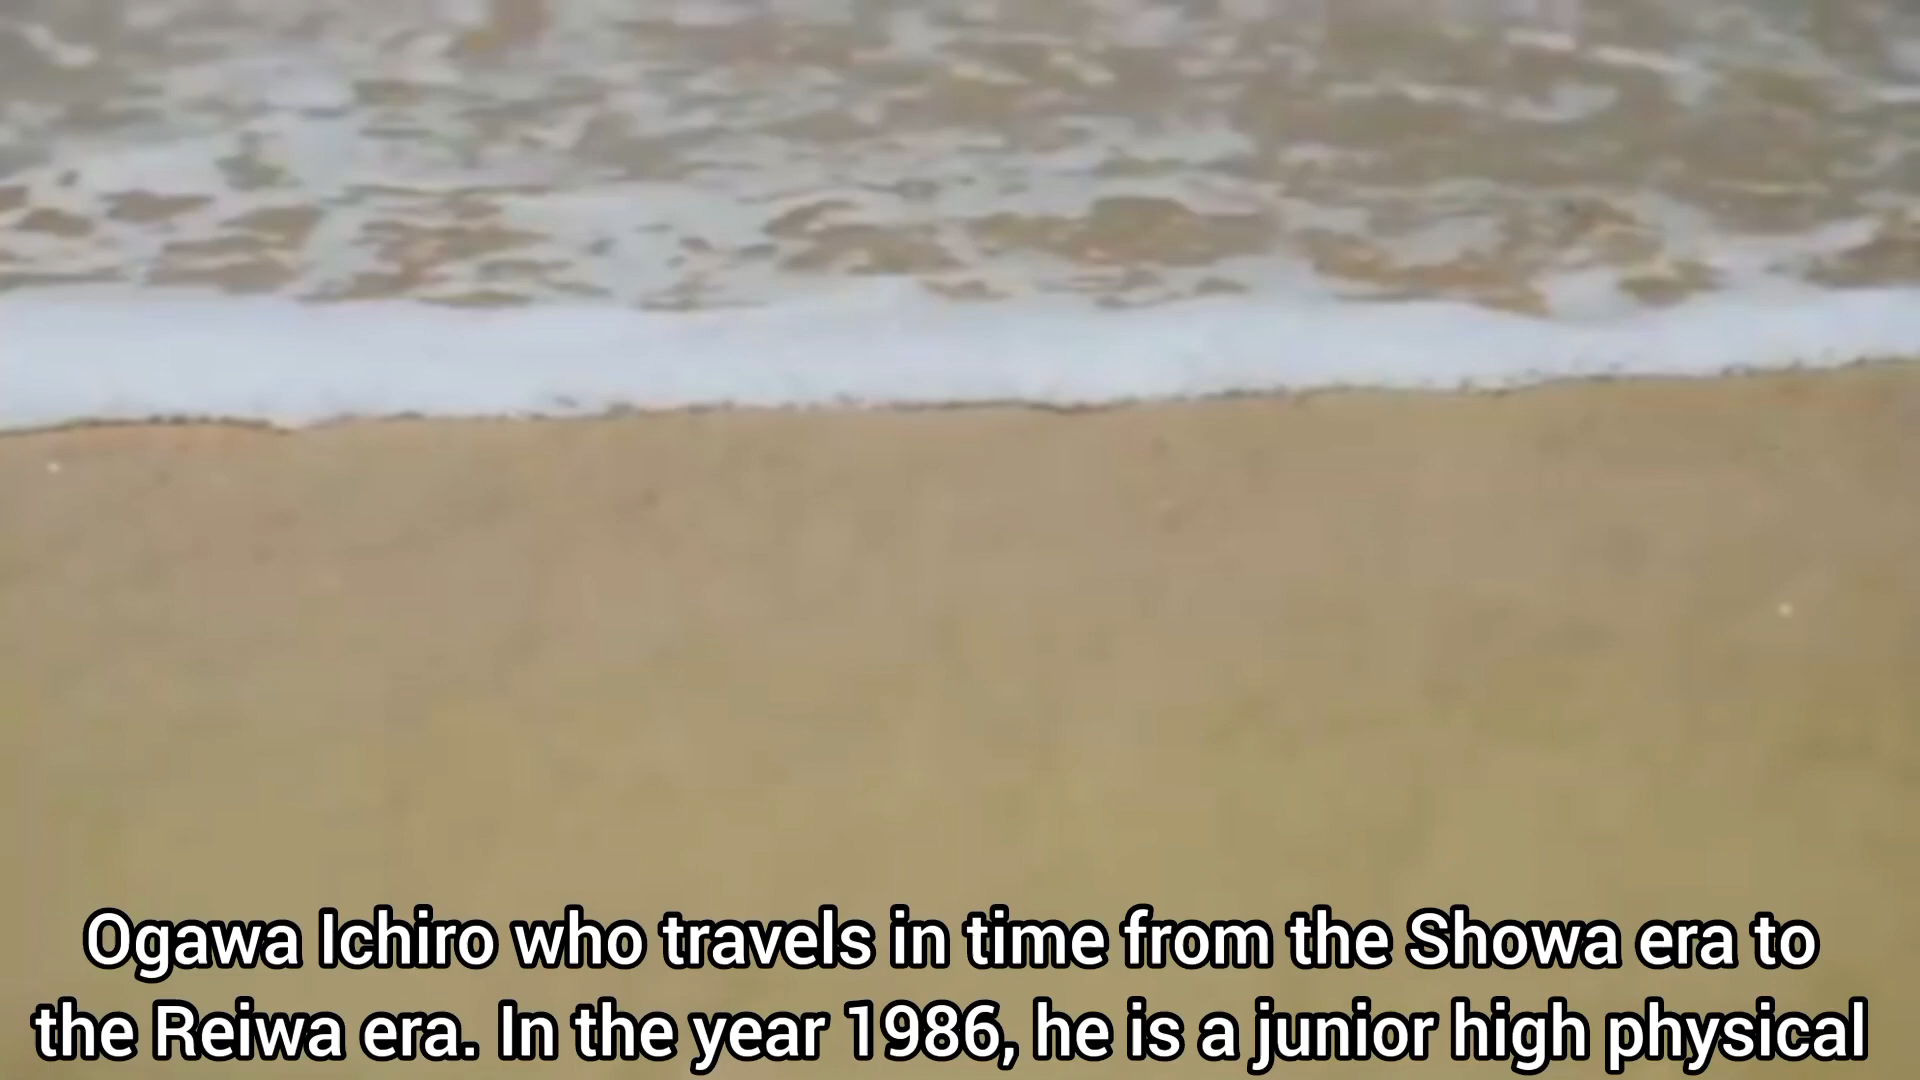 Ogawa Ichiro who travels in time from the Showa era to
the Reiwa era. In the year 1986, he is a junior high physical